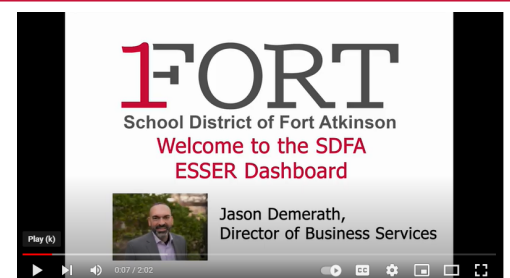 1FORT
School District of Fort Atkinson
Welcome to the SDFA
ESSER Dashboard
Jason Demerath,
Director of Business Services
Play (k)
0:07 / 2:02
CC